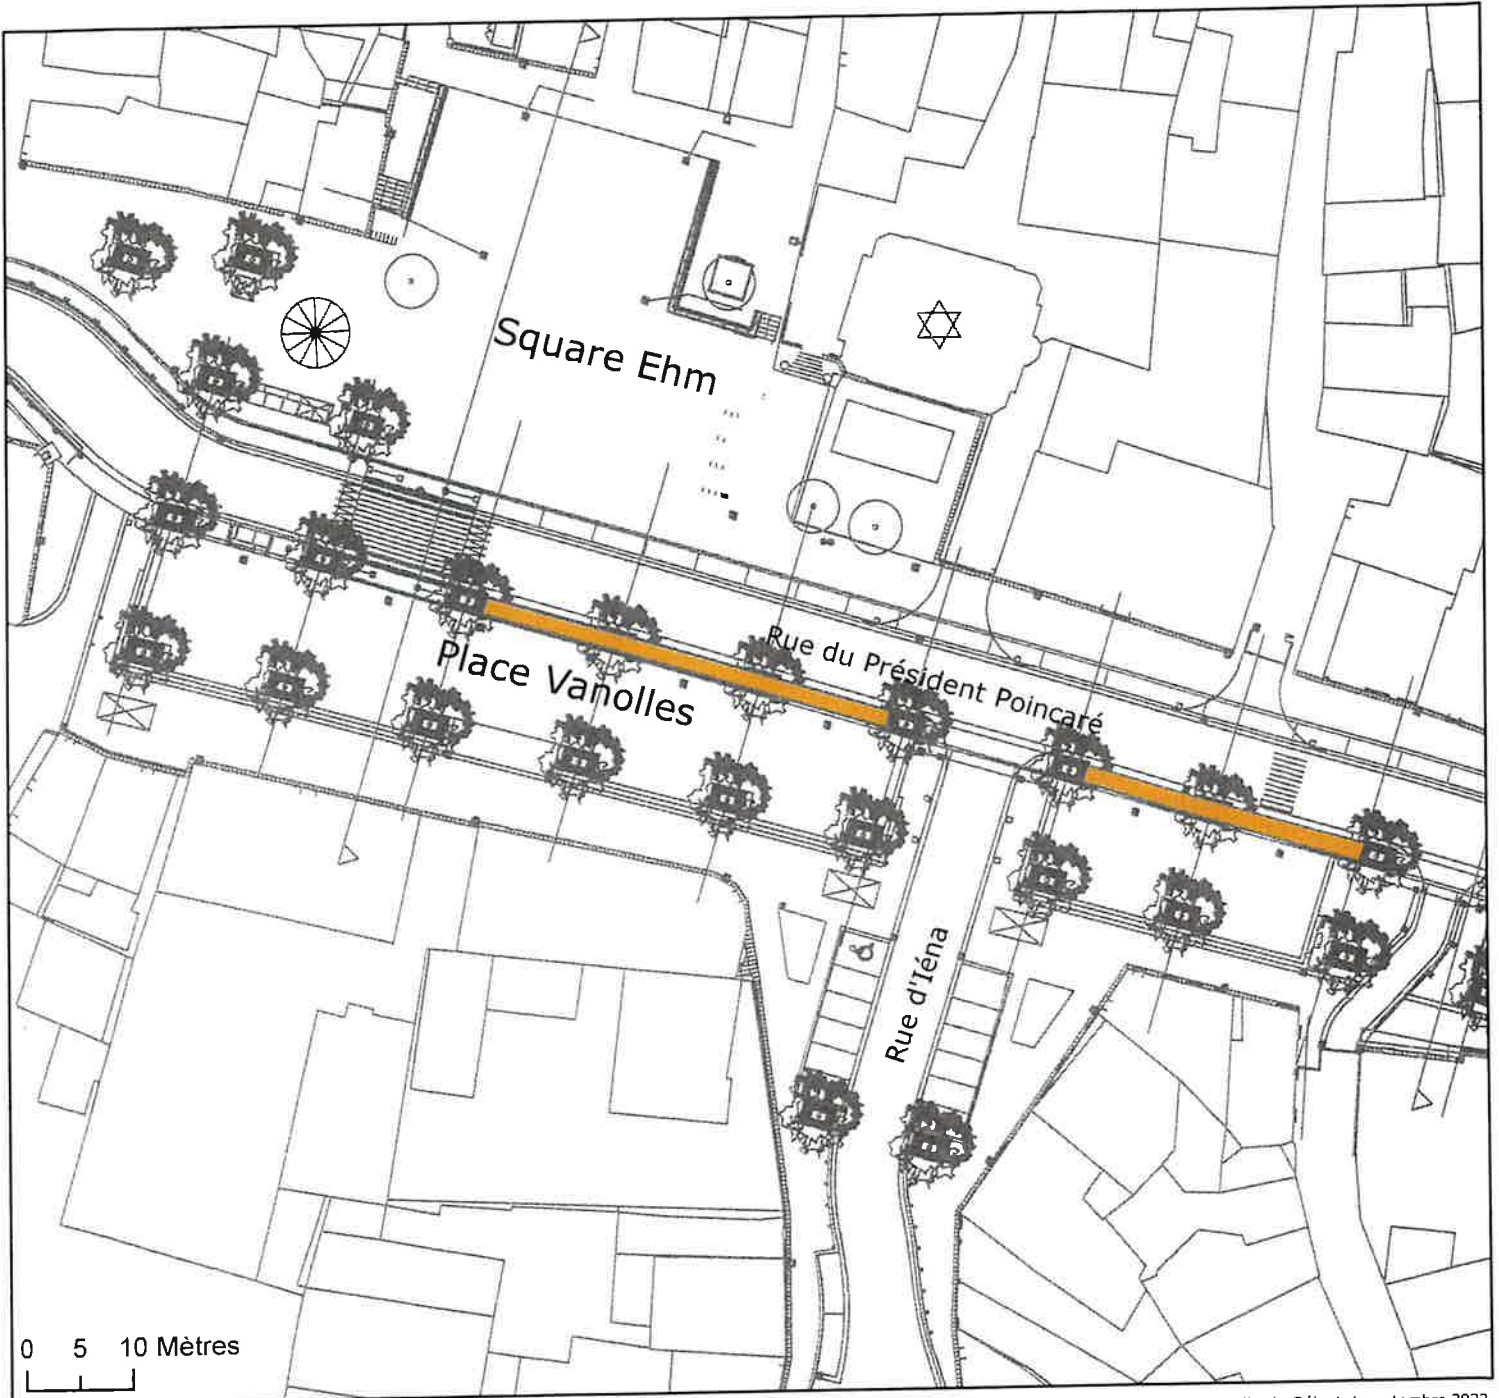 Square Ehm
Rue du Président Poincaré
Place Vanolles
Rue d'Iéna
0 5 10 Mètres